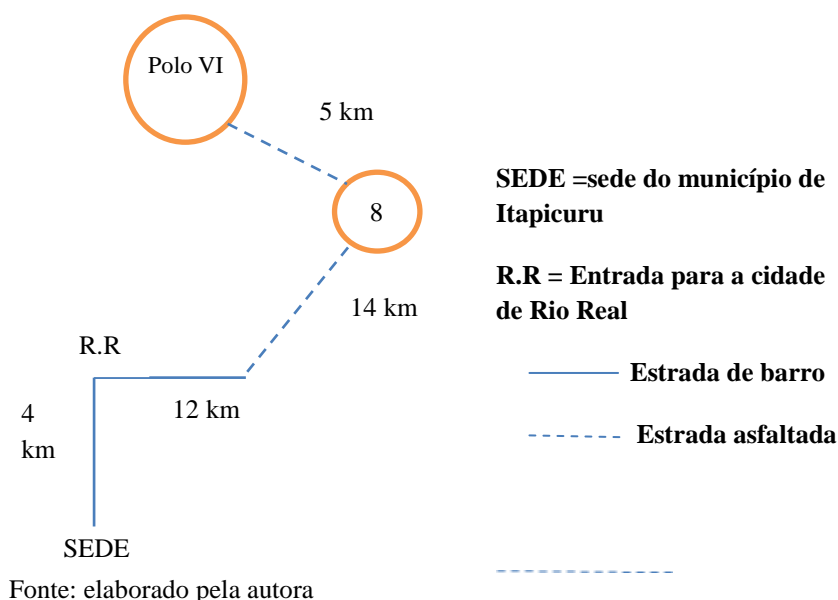 Polo VI
5 km
8
SEDE =sede do município de
Itapicuru
R.R = Entrada para a cidade
de Rio Real
14 km
R.R
Estrada de barro
12 km
4
km
Estrada asfaltada
SEDE
Fonte: elaborado pela autora